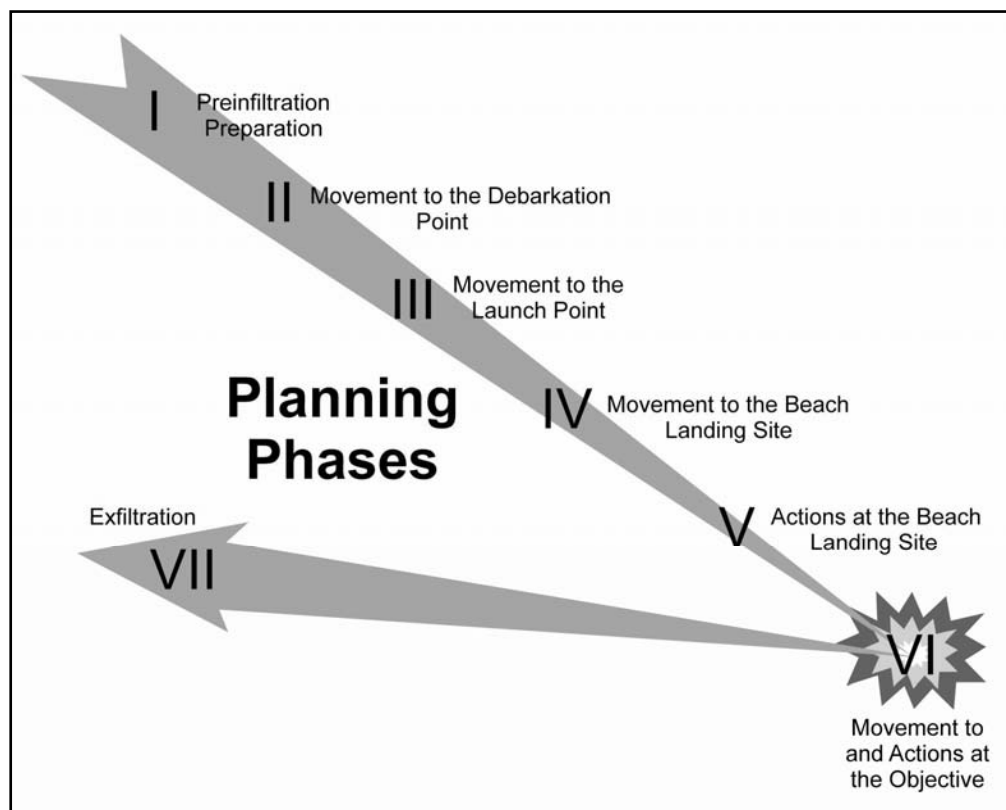 I
Preinfiltration
Preparation
II
Movement to the Debarkation
Point
III
Movement to the
Launch Point
Planning
Phases
IV
Movement to the Beach
Landing Site
Exfiltration
VII
V
Actions at the Beach
Landing Site
VI
Movement to
and Actions at
the Objective